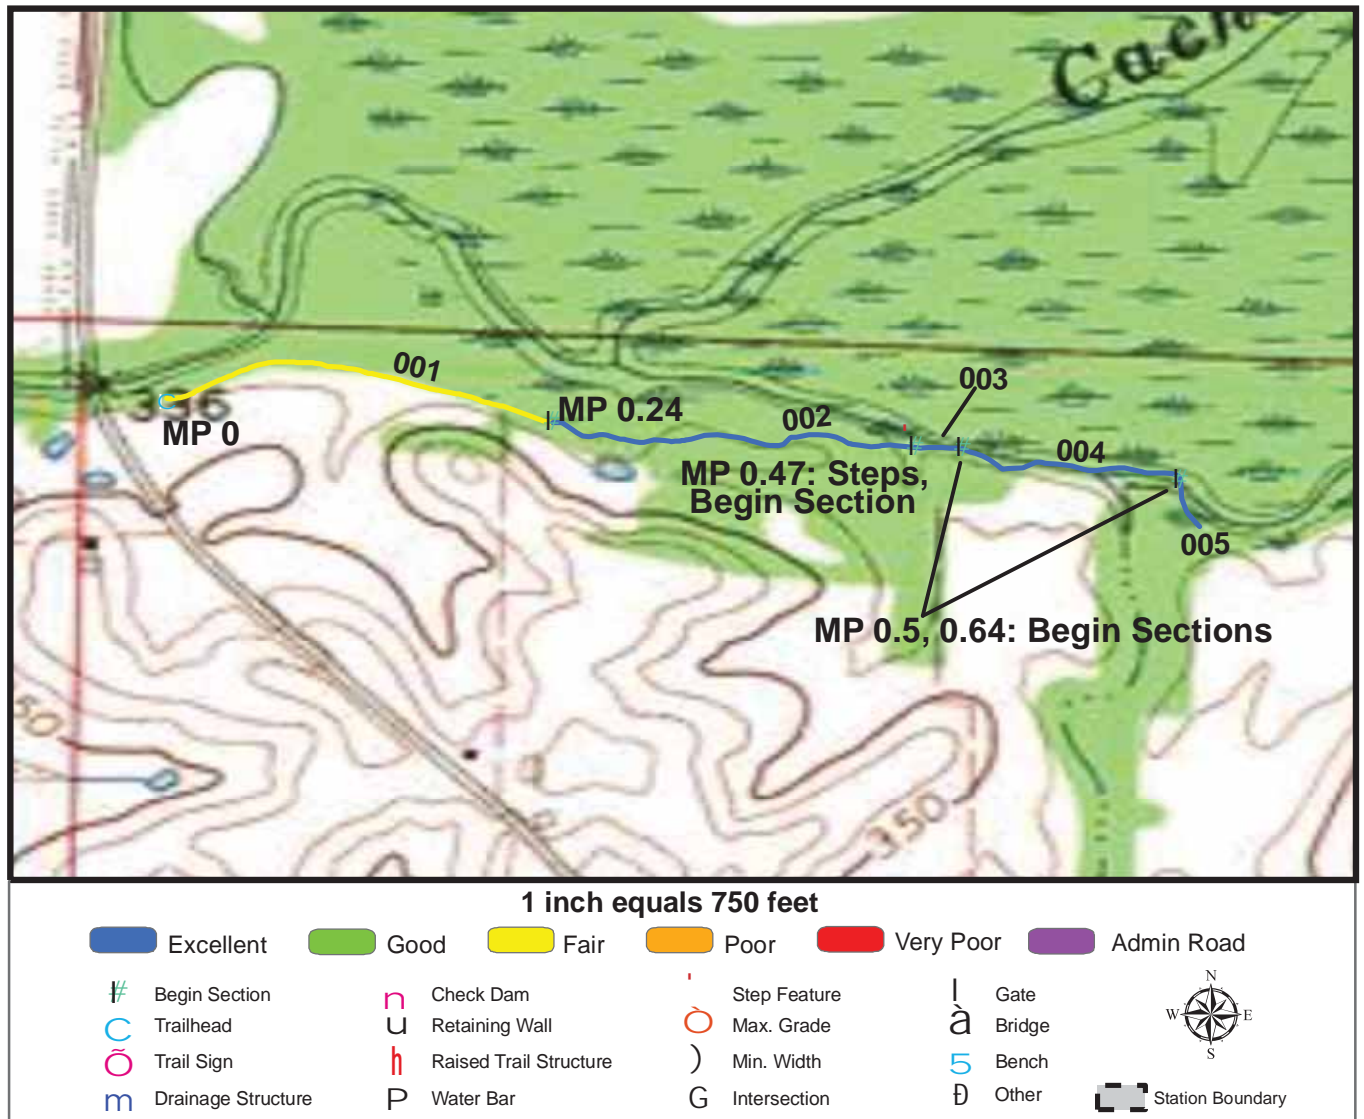 Cach
001
003
MP 0.24
002
396
MP 0
004
MP 0.47: Steps,
Begin Section
005
MP 0.5, 0.64: Begin Sections
50
350
1 inch equals 750 feet
Excellent
Good
Fair
Poor
Very Poor
Admin Road
Begin Section
Check Dam
Step Feature
Gate
Trailhead
Retaining Wall
Max. Grade
Bridge
Trail Sign
Raised Trail Structure
Min. Width
Bench
Drainage Structure
Water Bar
Intersection
Other
Station Boundary
N
W
E
S
# C Õ m
n u h P
' Ò ) G
l à 5 Ð